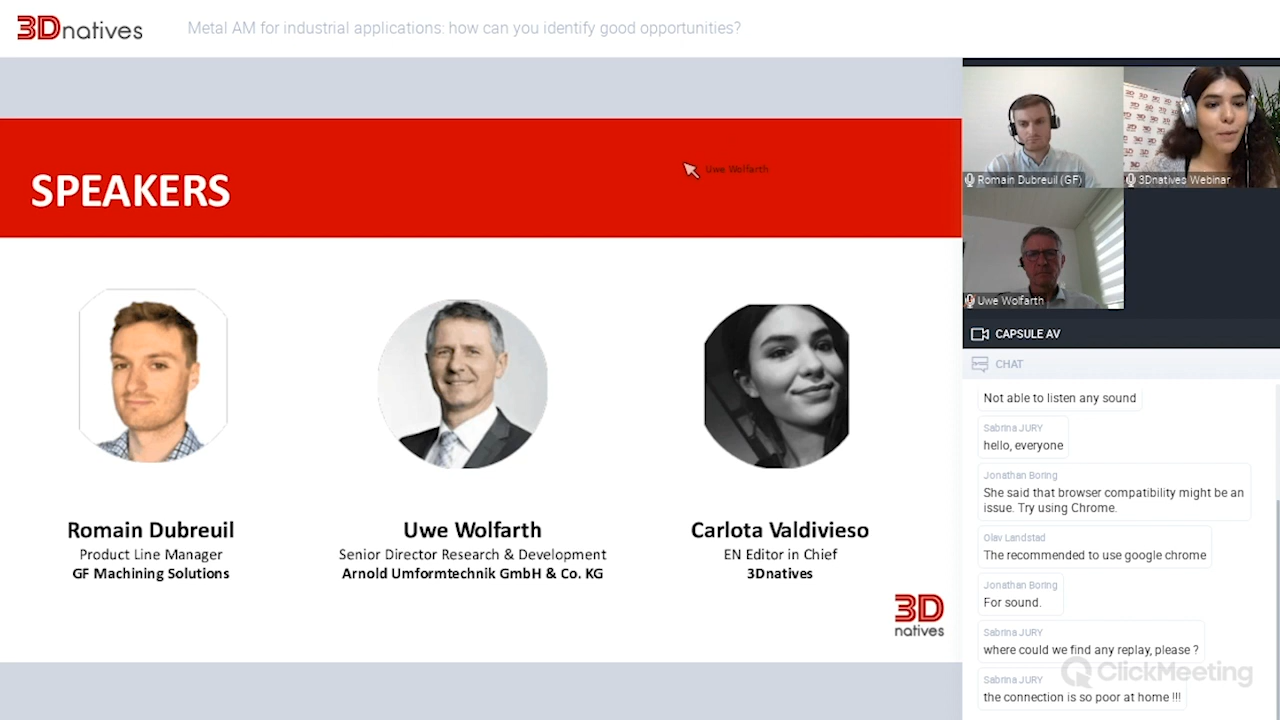 3Dnatives
Metal AM for industrial applications: how can you identify good opportunities?
SPEAKERS
Uwe Wolfarth
Romain Dubreuil
Product Line Manager
GF Machining Solutions
Uwe Wolfarth
Senior Director Research & Development
Arnold Umformtechnik GmbH & Co. KG
Carlota Valdivieso
EN Editor in Chief
3Dnatives
3D
natives
Romain Dubreuil (GF)
3Dnatives Webinar
Uwe Wolfarth
CAPSULE AV
CHAT
Not able to listen any sound
Sabrina JURY
hello, everyone
Jonathan Boring
She said that browser compatibility might be an
issue. Try using Chrome.
Olav Landstad
The recommended to use google chrome
Jonathan Boring
For sound.
Sabrina JURY
where could we find any replay, please ?
ClickMeeting
Sabrina JURY
the connection is so poor at home !!!